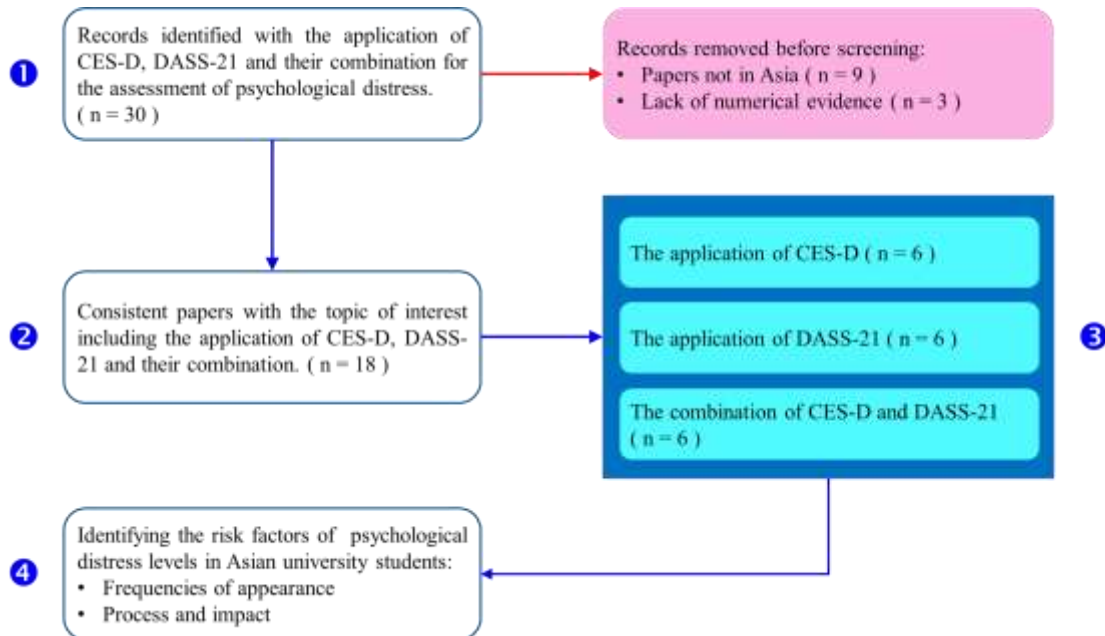 ❶
Records identified with the application of
CES-D, DASS-21 and their combination for
the assessment of psychological distress.
( n = 30 )
Records removed before screening:
• Papers not in Asia ( n = 9 )
• Lack of numerical evidence ( n = 3 )
❷
Consistent papers with the topic of interest
including the application of CES-D, DASS-
21 and their combination. ( n = 18 )
The application of CES-D ( n = 6 )
The application of DASS-21 ( n = 6 )
The combination of CES-D and DASS-21
( n = 6 )
❸
❹
Identifying the risk factors of psychological
distress levels in Asian university students:
• Frequencies of appearance
• Process and impact